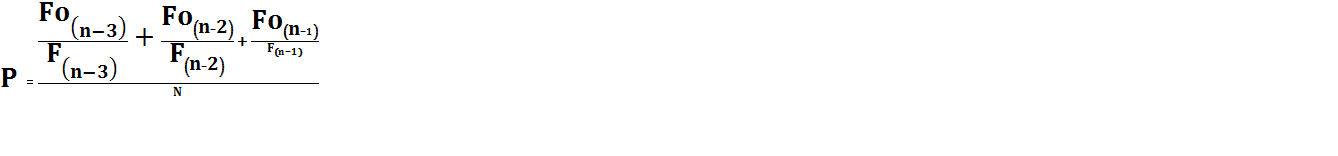 P = (Fo(n−3)/F(n−3) + Fo(n-2)/F(n-2) + Fo(n-1)/F(n−1)) / N